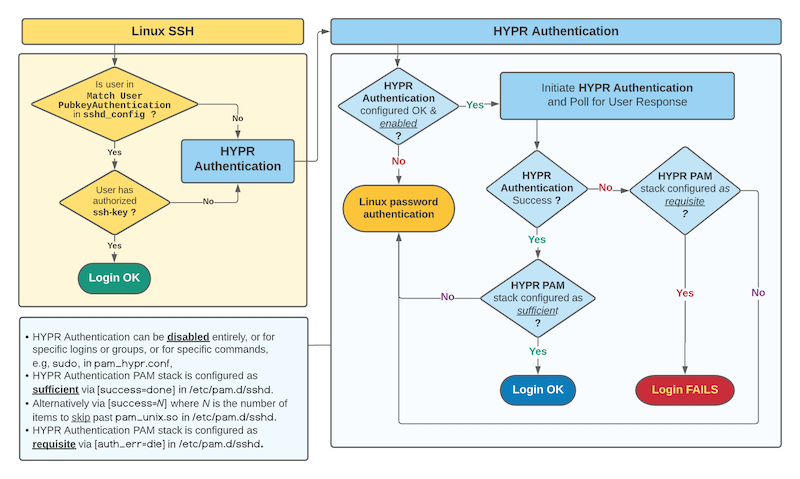 Linux SSH
HYPR Authentication
Is user in
Match User
PubkeyAuthentication
in sshd_config ?
No
Yes
HYPR
Authentication
User has
authorized
ssh-key ?
No
Yes
Login OK
HYPR
Authentication
configured OK &
enabled
?
Yes
No
Initiate HYPR Authentication
and Poll for User Response
Linux password
authentication
HYPR
Authentication
Success ?
No
Yes
HYPR PAM
stack configured as
requisite
?
Yes
No
HYPR PAM
stack configured as
sufficient
?
No
Yes
Login OK
Login FAILS
• HYPR Authentication can be disabled entirely, or for
specific logins or groups, or for specific commands,
e.g, sudo, in pam_hypr.conf,
• HYPR Authentication PAM stack is configured as
sufficient via [success=done] in /etc/pam.d/sshd.
• Alternatively via [success=N] where N is the number of
items to skip past pam_unix.so in /etc/pam.d/sshd.
• HYPR Authentication PAM stack is configured as
requisite via [auth_err=die] in /etc/pam.d/sshd.